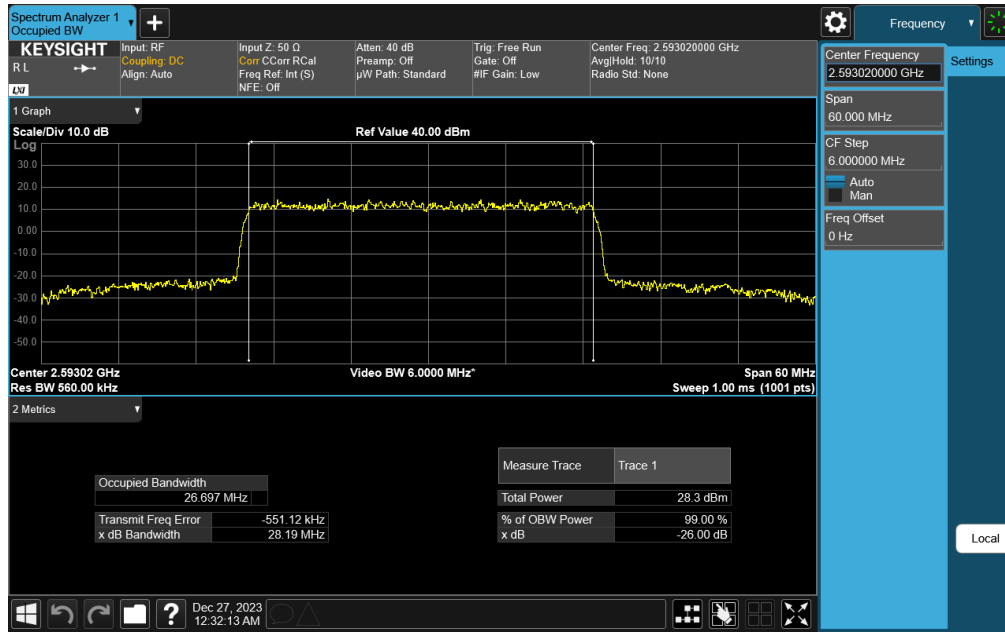 Spectrum Analyzer 1
Occupied BW
+
Frequency
KEYSIGHT
R L
LXI
Input: RF
Coupling: DC
Align: Auto
Input Z: 50 Ω
Corr CCorr RCal
Freq Ref: Int (S)
NFE: Off
Atten: 40 dB
Preamp: Off
µW Path: Standard
Trig: Free Run
Gate: Off
#IF Gain: Low
Center Freq: 2.593020000 GHz
Avg|Hold: 10/10
Radio Std: None
Center Frequency
2.593020000 GHz
Settings
Span
60.000 MHz
CF Step
6.000000 MHz
Auto
Man
Freq Offset
0 Hz
Local
1 Graph
Scale/Div 10.0 dB
Ref Value 40.00 dBm
Log
30.0
20.0
10.0
0.00
-10.0
-20.0
-30.0
-40.0
-50.0
Center 2.59302 GHz
Video BW 6.0000 MHz*
Span 60 MHz
Res BW 560.00 kHz
Sweep 1.00 ms (1001 pts)
2 Metrics
Measure Trace
Trace 1
Occupied Bandwidth
26.697 MHz
Total Power
28.3 dBm
Transmit Freq Error
-551.12 kHz
% of OBW Power
99.00 %
x dB Bandwidth
28.19 MHz
x dB
-26.00 dB
?
Dec 27, 2023
12:32:13 AM